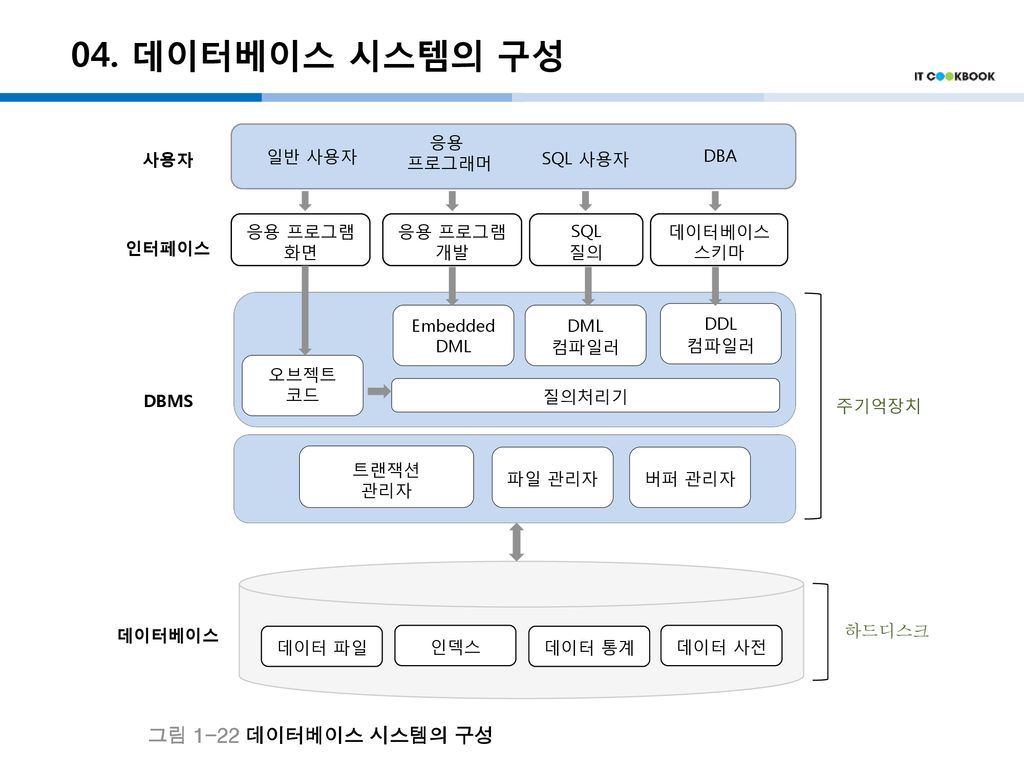 04. 데이터베이스 시스템의 구성
IT COOKBOOK
사용자
일반 사용자
응용
프로그래머
SQL 사용자
DBA
인터페이스
응용 프로그램
화면
응용 프로그램
개발
SQL
질의
데이터베이스
스키마
DBMS
Embedded
DML
DML
컴파일러
DDL
컴파일러
오브젝트
코드
질의처리기
주기억장치
트랜잭션
관리자
파일 관리자
버퍼 관리자
데이터베이스
데이터 파일
인덱스
데이터 통계
데이터 사전
하드디스크
그림 1-22 데이터베이스 시스템의 구성